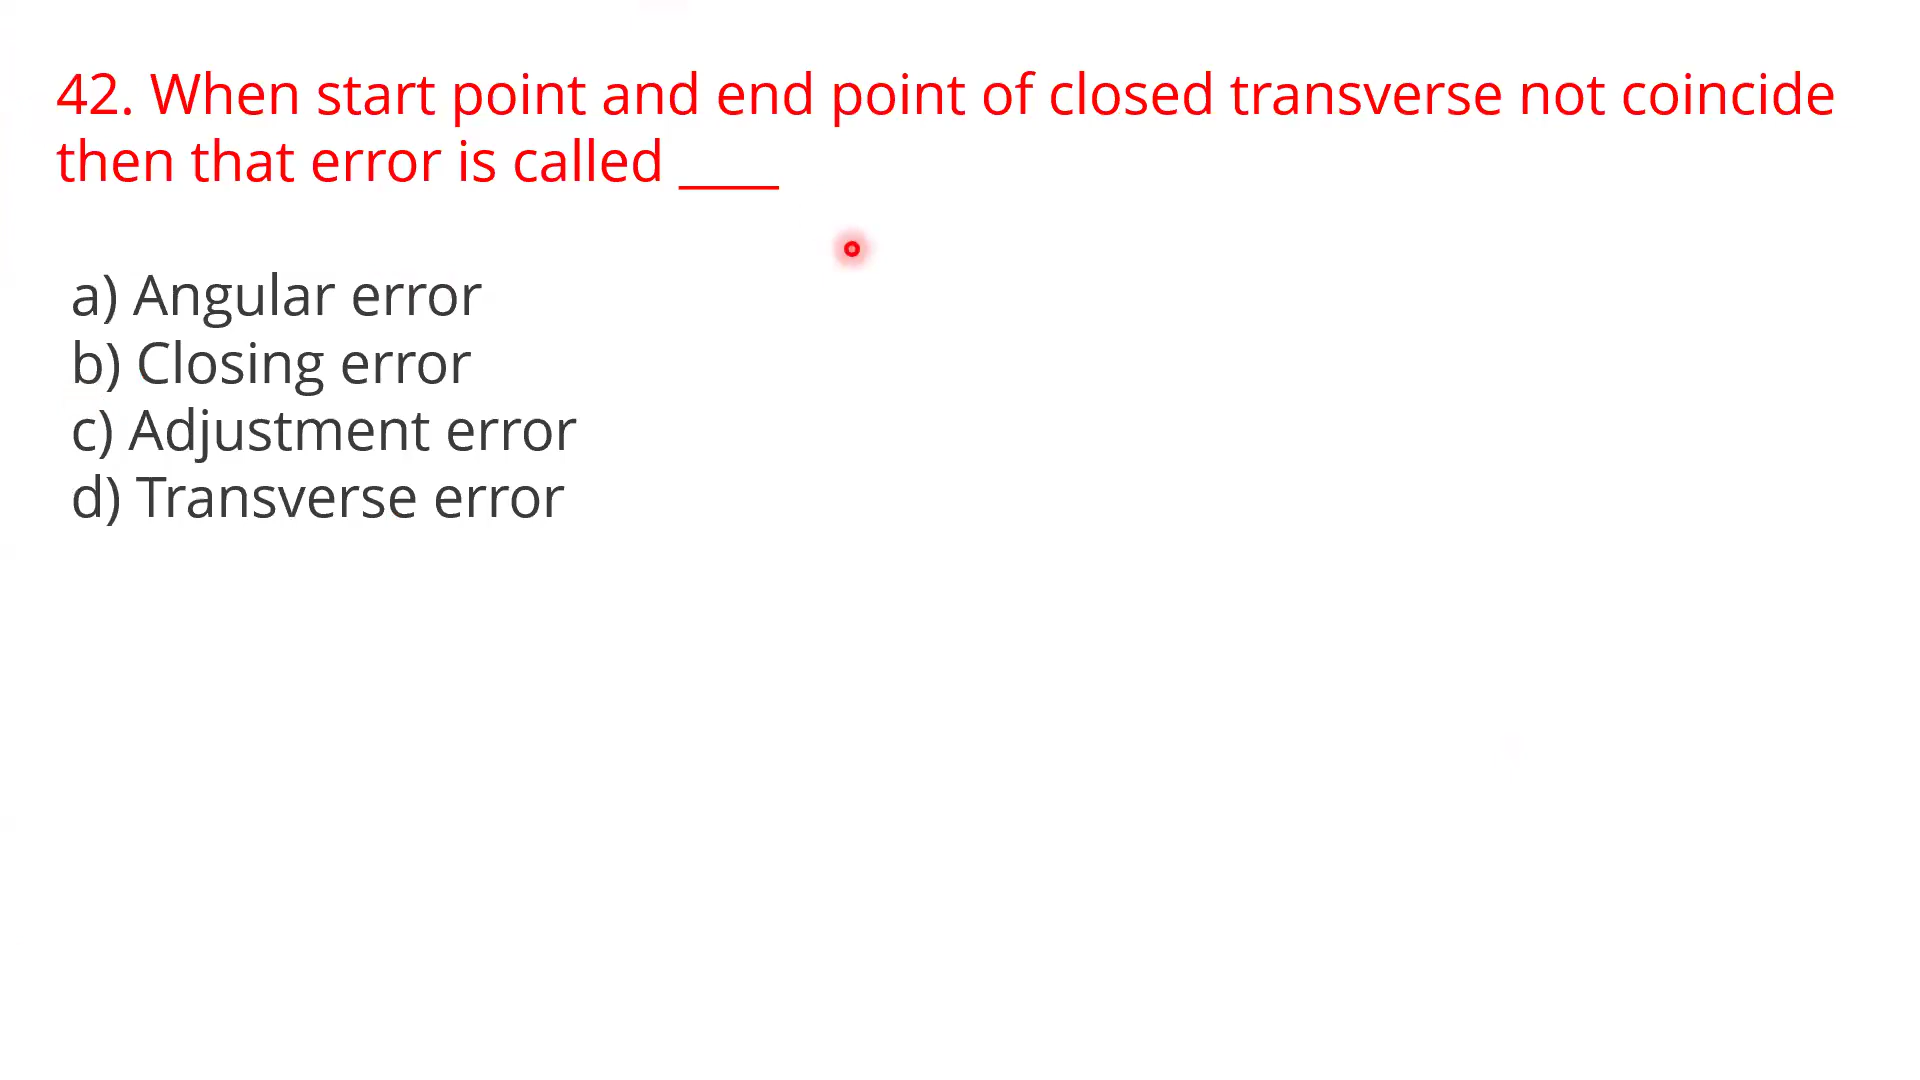 42. When start point and end point of closed transverse not coincide
then that error is called ____
a) Angular error
b) Closing error
c) Adjustment error
d) Transverse error